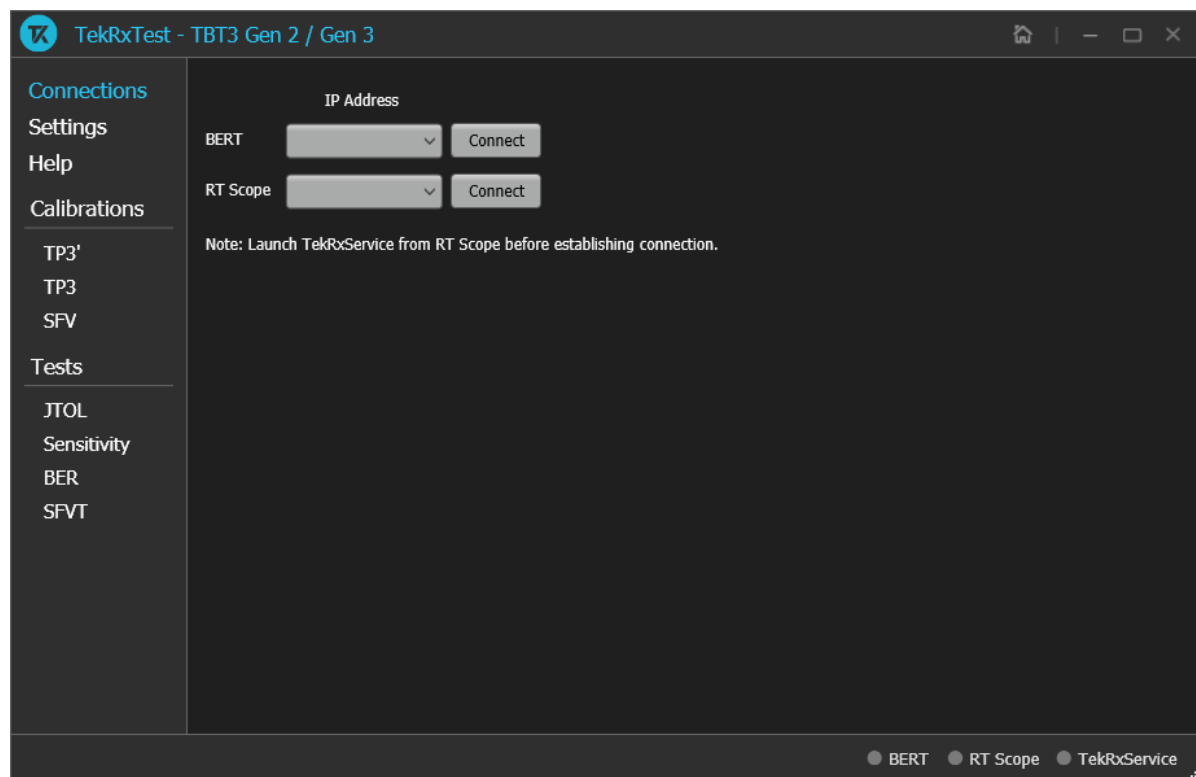 TekRxTest - TBT3 Gen 2 / Gen 3
Connections
Settings
Help
Calibrations
TP3'
TP3
SFV
Tests
JTOL
Sensitivity
BER
SFVT
IP Address
BERT
Connect
RT Scope
Connect
Note: Launch TekRxService from RT Scope before establishing connection.
BERT RT Scope TekRxService